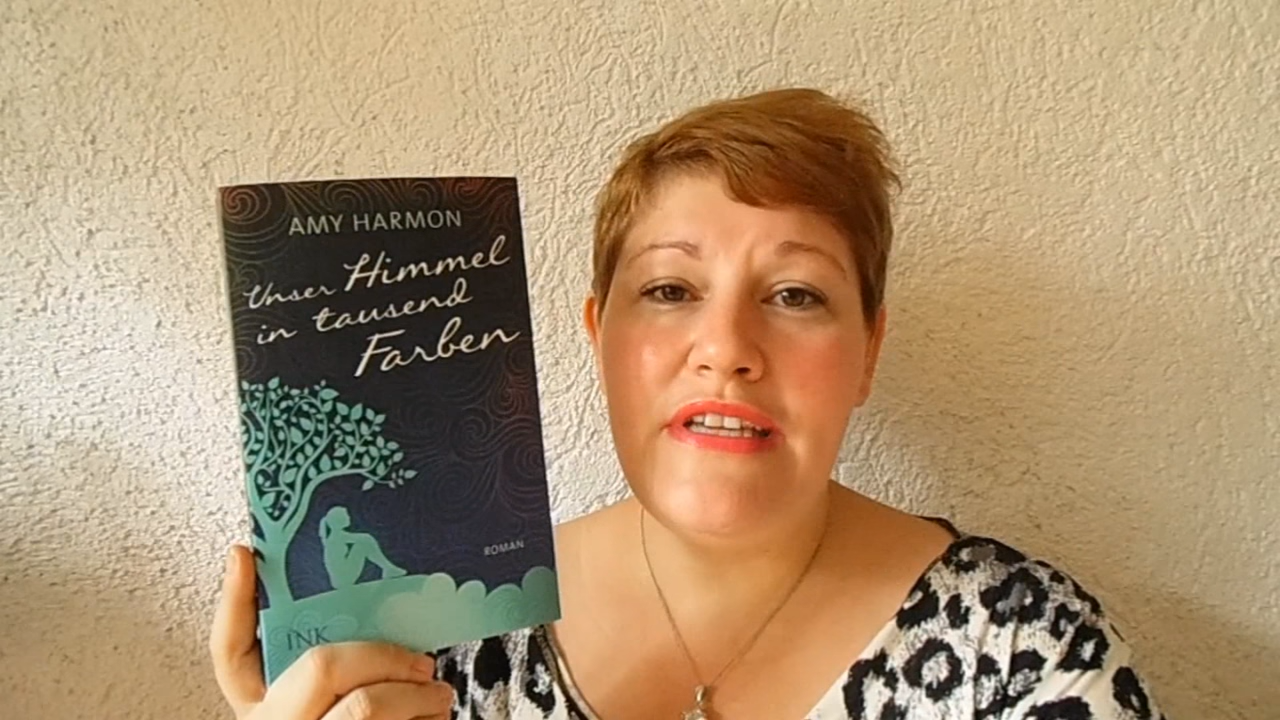 AMY HARMON
Unser Himmel
in tausend
Farben
ROMAN
INK